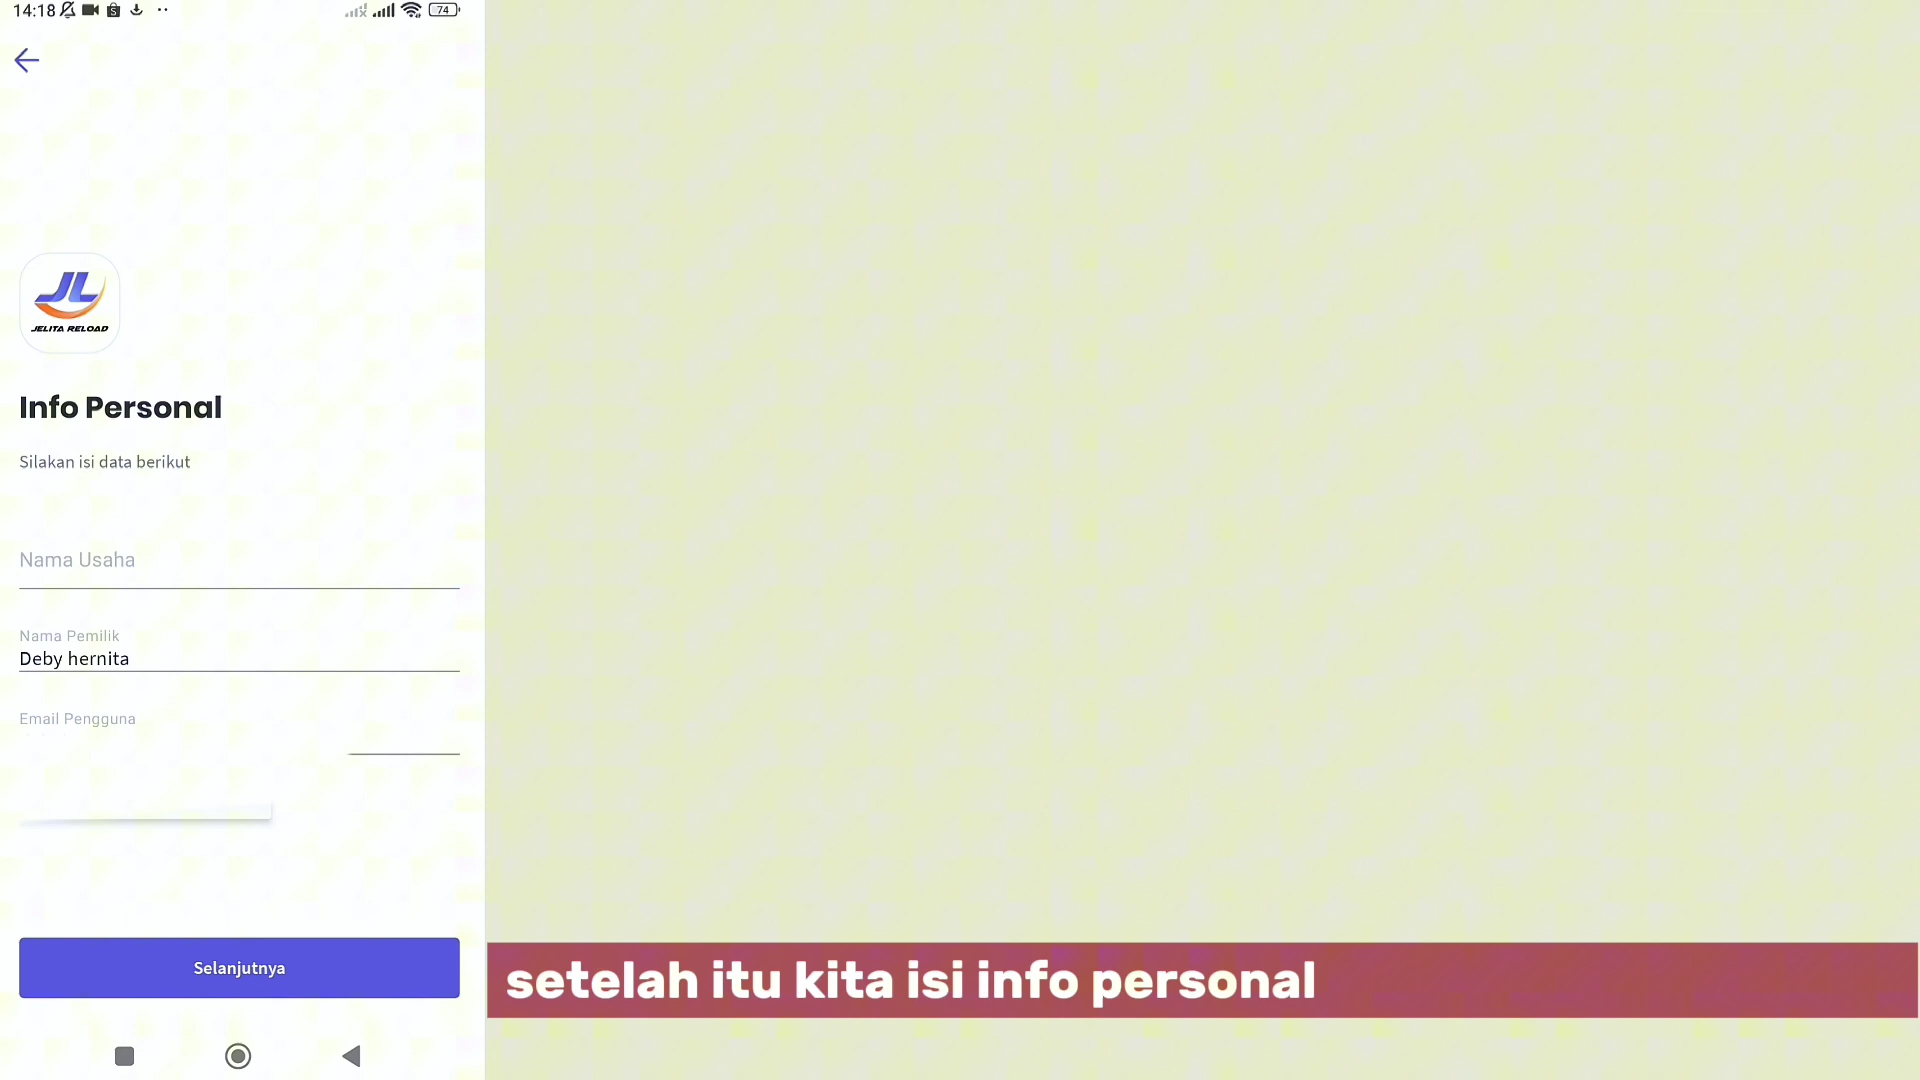 14:18
74
JL
JELITA RELOAD
Info Personal
Silakan isi data berikut
Nama Usaha
Nama Pemilik
Deby hernita
Email Pengguna
Selanjutnya
setelah itu kita isi info personal